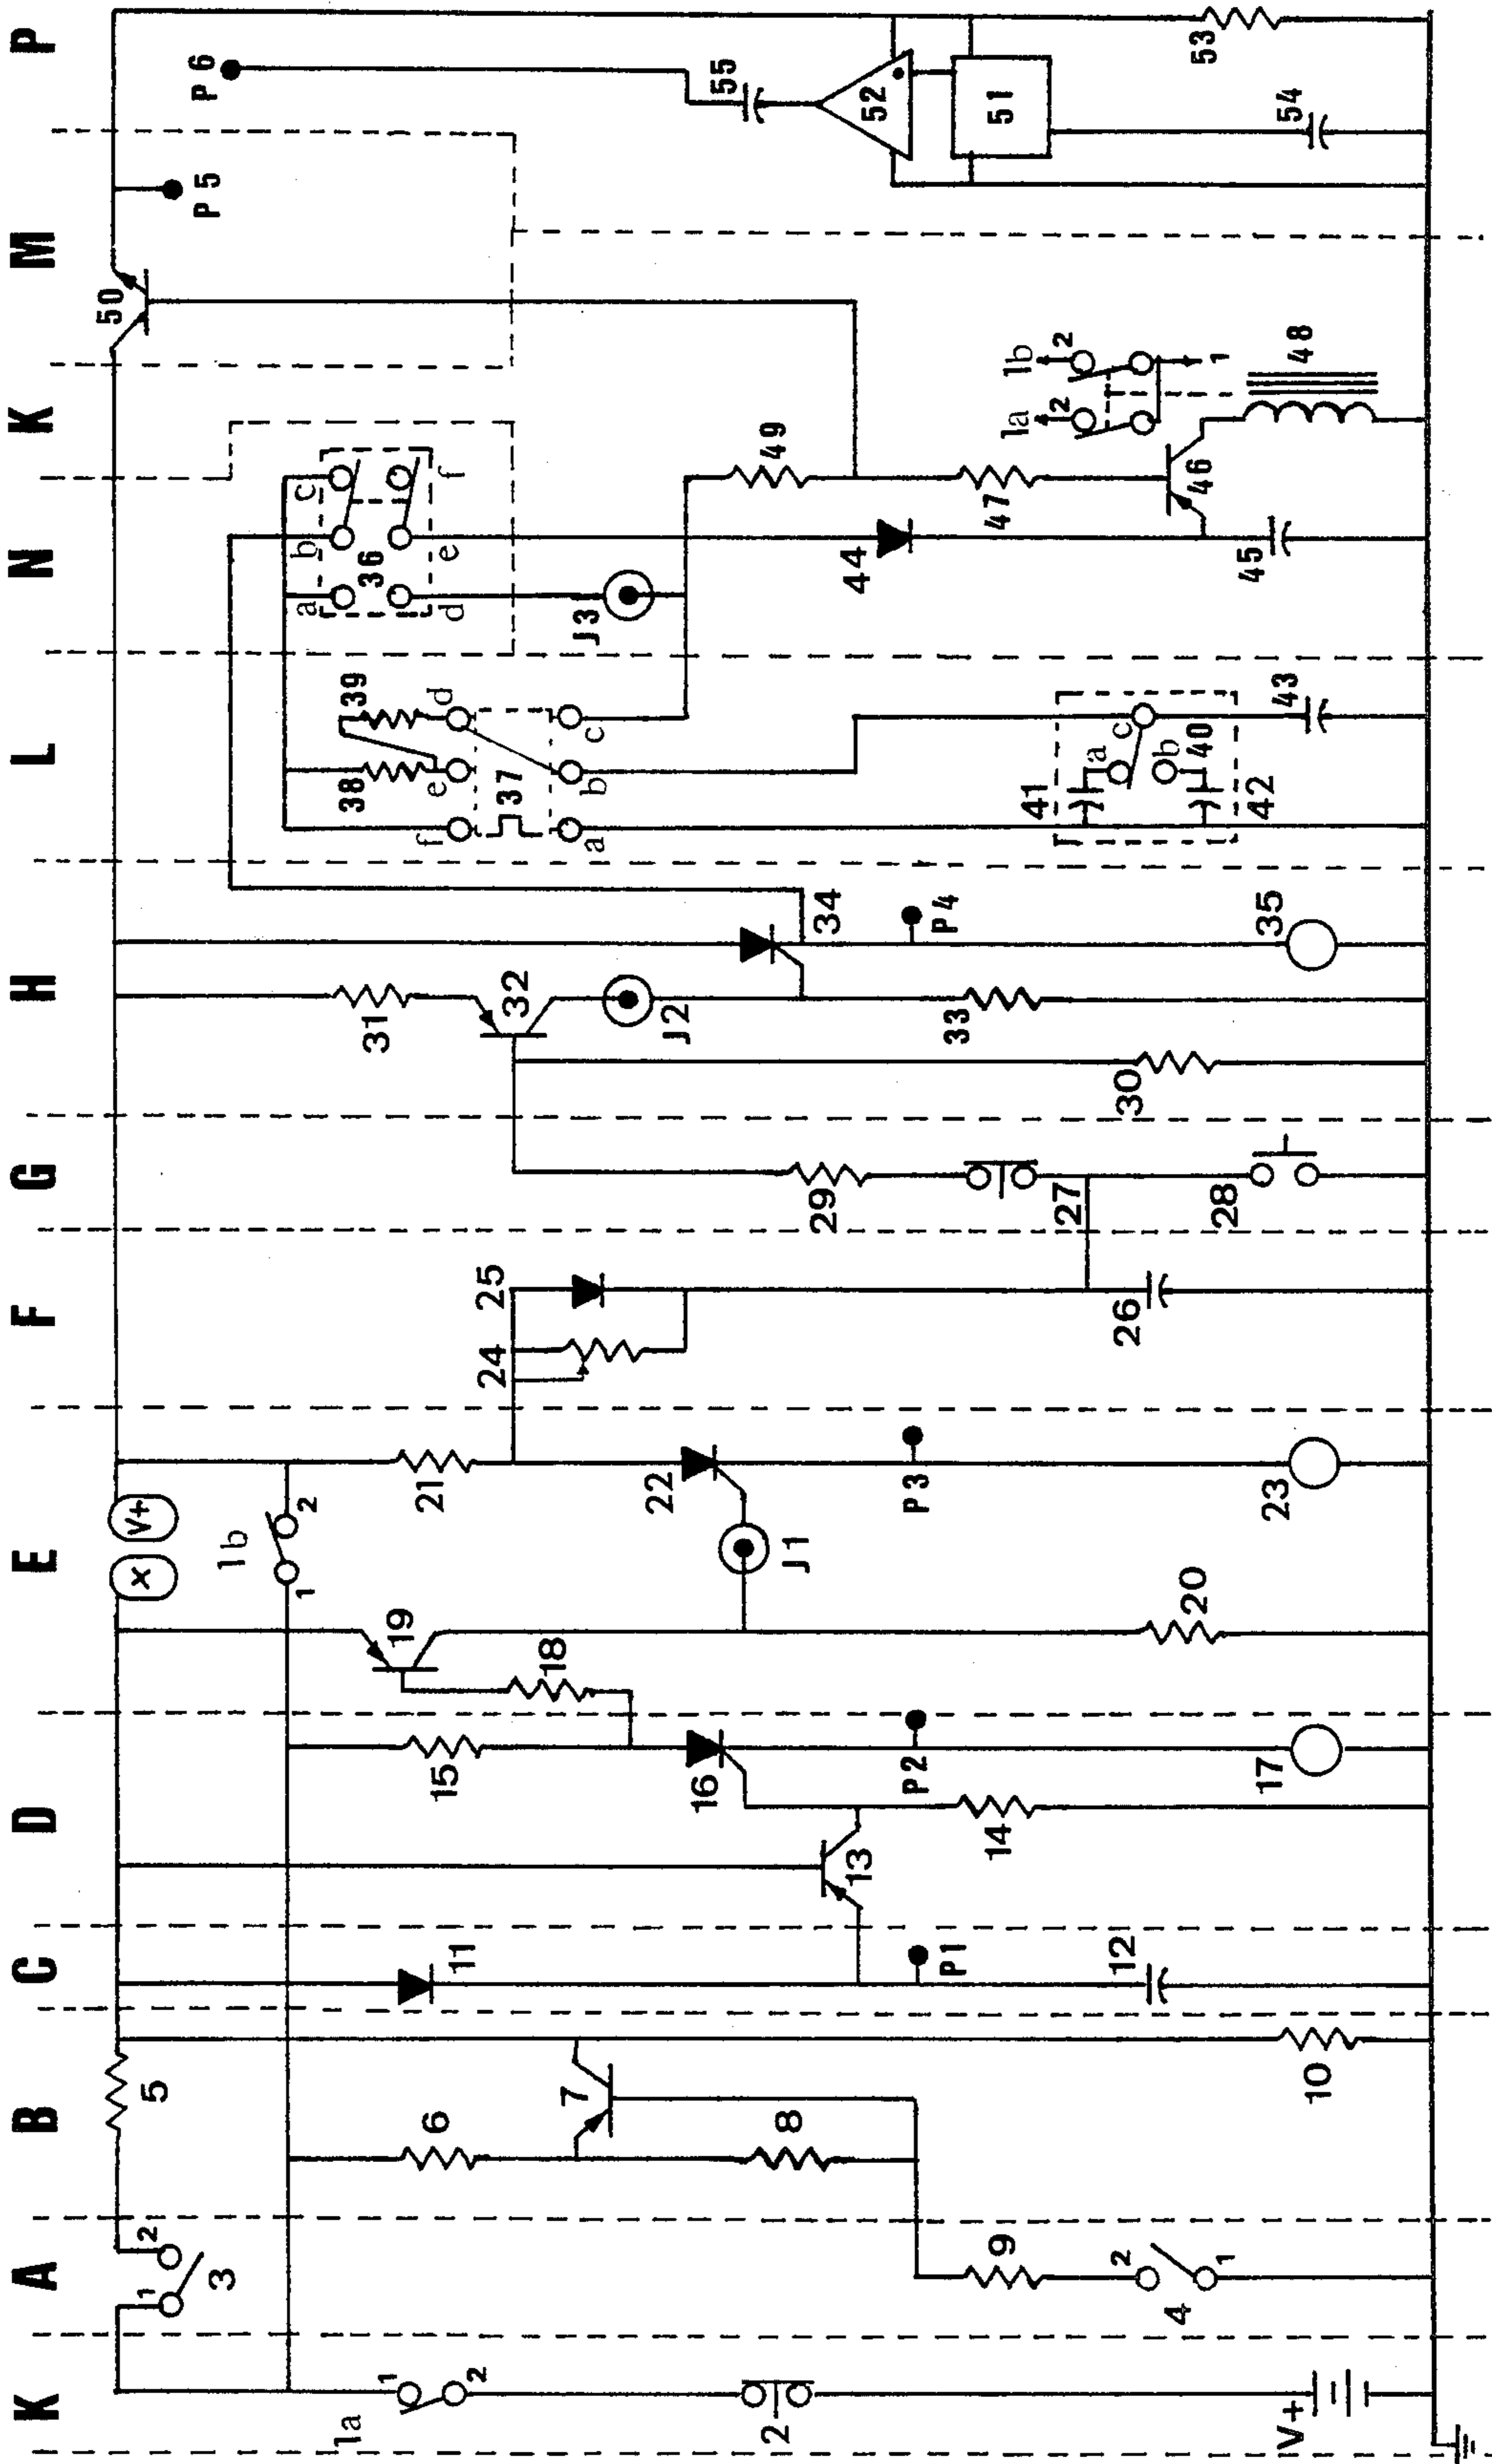 K A B C D E F G H L N K M P
1a
1
2
2
V+
1
2
3
9
2
4
1
5
6
7
8
10
11
P1
12
13
14
15
16
P2
17
18
19
20
X V+
1b
1
2
21
22
J1
P3
23
24
25
26
27
28
29
30
31
32
J2
33
34
P4
35
38
39
f e d
37
a b c
41
a
c
b
40
42
43
a b c
36
d e f
J3
44
45
46
47
49
1a 2
1b 2
1
48
50
P5
P6
55
52
51
53
54